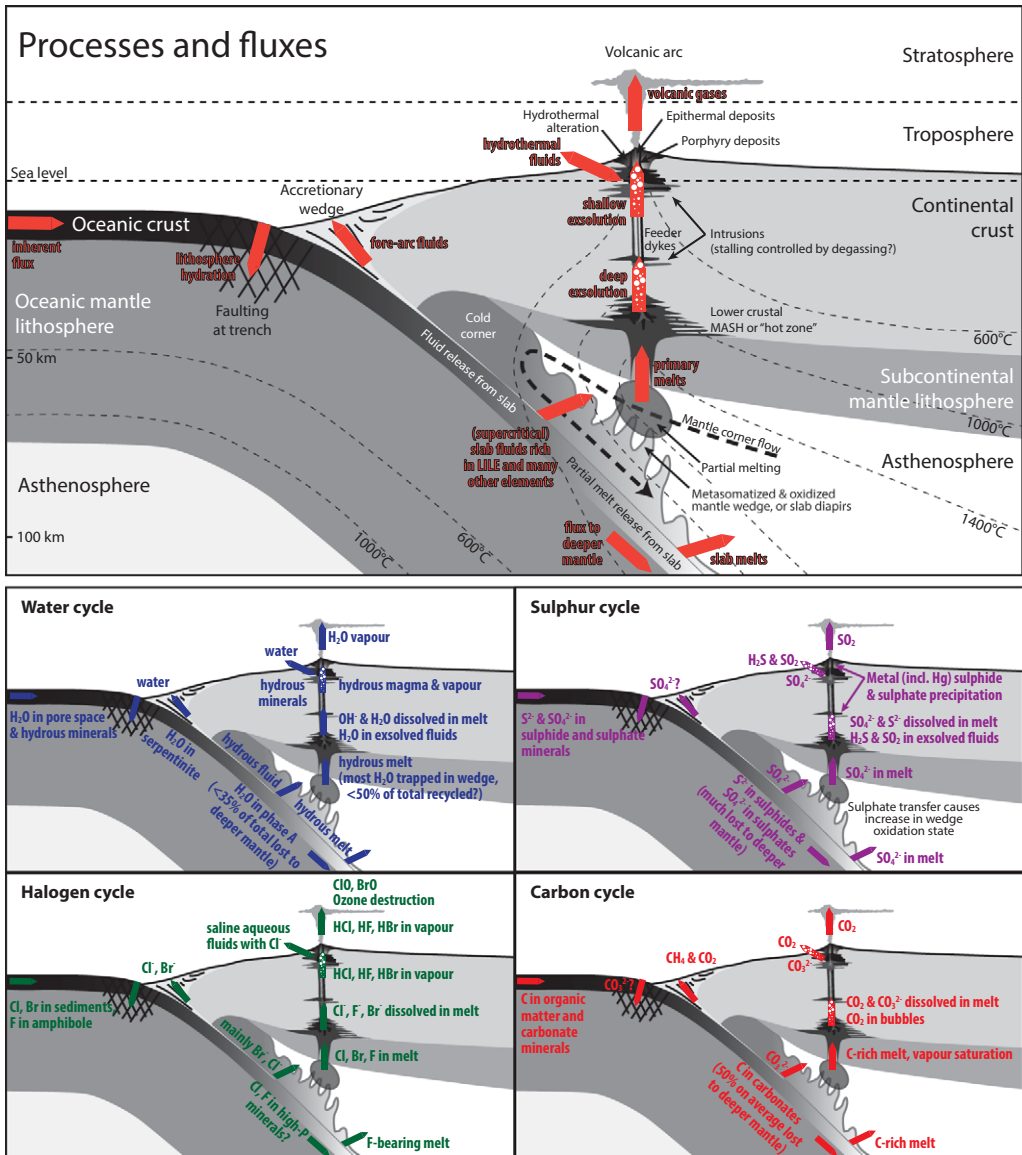 Processes and fluxes
Volcanic arc
Stratosphere
volcanic gases
Hydrothermal
alteration
Epithermal deposits
Porphyry deposits
Troposphere
hydrothermal
fluids
Sea level
Accretionary
wedge
shallow
exsolution
Continental
crust
Oceanic crust
inherent
flux
fore-arc fluids
Feeder
dykes
Intrusions
(stalling controlled by degassing?)
lithosphere
hydration
deep
exsolution
Oceanic mantle
lithosphere
Faulting
at trench
Cold
corner
Lower crustal
MASH or “hot zone”
600°C
50 km
Fluid release from slab
primary
melts
Subcontinental
mantle lithosphere
1000°C
Mantle corner flow
(supercritical)
slab fluids rich
in LILE and many
other elements
Partial melting
Asthenosphere
Asthenosphere
Partial melt release from slab
Metasomatized & oxidized
mantle wedge, or slab diapirs
1400°C
100 km
1000°C
600°C
flux to
deeper
mantle
slab melts
Water cycle
H₂O vapour
water
water
hydrous
minerals
hydrous magma & vapour
H₂O in pore space
& hydrous minerals
OH⁻ & H₂O dissolved in melt
H₂O in exsolved fluids
H₂O in
serpentinite
hydrous fluid
hydrous melt
(most H₂O trapped in wedge,
<50% of total recycled?)
H₂O in phase A
(<35% of total lost to
deeper mantle)
hydrous melt
Sulphur cycle
SO₂
H₂S & SO₂
SO₄²⁻
SO₄²⁻?
Metal (incl. Hg) sulphide
& sulphate precipitation
S²⁻ & SO₄²⁻ in
sulphide and sulphate
minerals
SO₄²⁻ & S²⁻ dissolved in melt
H₂S & SO₂ in exsolved fluids
SO₄²⁻
SO₄²⁻ in melt
S²⁻ in sulphides &
SO₄²⁻ in sulphates
(much lost to deeper
mantle)
Sulphate transfer causes
increase in wedge
oxidation state
SO₄²⁻ in melt
Halogen cycle
ClO, BrO
Ozone destruction
saline aqueous
fluids with Cl⁻
HCl, HF, HBr in vapour
Cl⁻, Br⁻
HCl, HF, HBr in vapour
Cl, Br in sediments
F in amphibole
Cl⁻, F⁻, Br⁻ dissolved in melt
mainly Br⁻, Cl⁻
Cl, Br, F in melt
Cl, F in high-P
minerals?
F-bearing melt
Carbon cycle
CO₂
CO₂
CO₃²⁻
CH₄ & CO₂
CO₃²⁻?
C in organic
matter and
carbonate
minerals
CO₂ & CO₃²⁻ dissolved in melt
CO₂ in bubbles
CO₃²⁻
C-rich melt, vapour saturation
C in carbonates
(50% on average lost
to deeper mantle)
C-rich melt